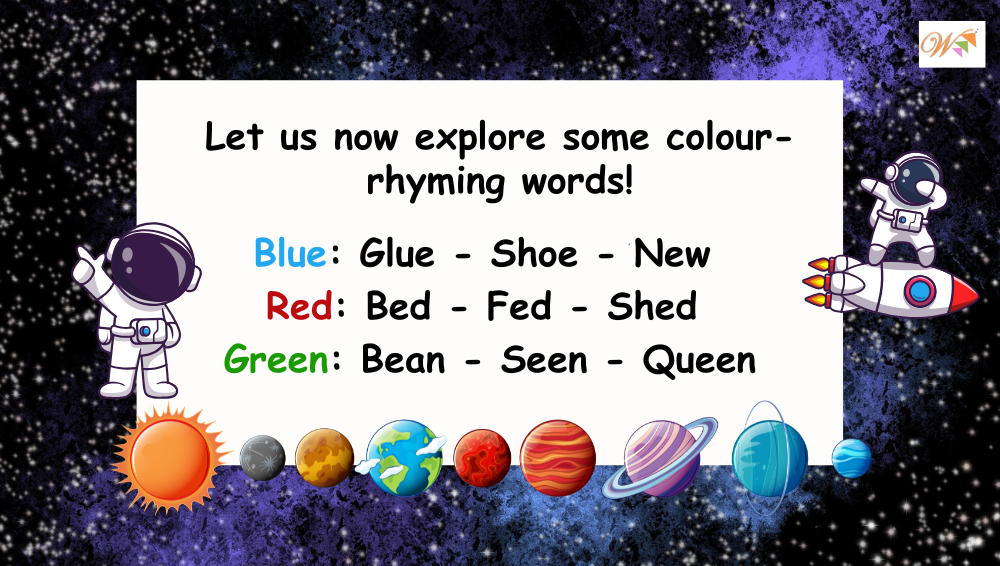 Let us now explore some colour-
rhyming words!
Blue: Glue - Shoe - New
Red: Bed - Fed - Shed
Green: Bean - Seen - Queen
W